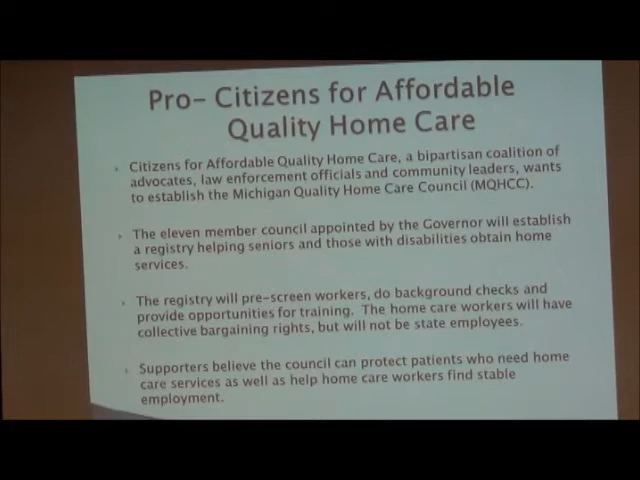 Pro- Citizens for Affordable
Quality Home Care
Citizens for Affordable Quality Home Care, a bipartisan coalition of
advocates, law enforcement officials and community leaders, wants
to establish the Michigan Quality Home Care Council (MQHCC).
The eleven member council appointed by the Governor will establish
a registry helping seniors and those with disabilities obtain home
services.
The registry will pre-screen workers, do background checks and
provide opportunities for training. The home care workers will have
collective bargaining rights, but will not be state employees.
Supporters believe the council can protect patients who need home
care services as well as help home care workers find stable
employment.